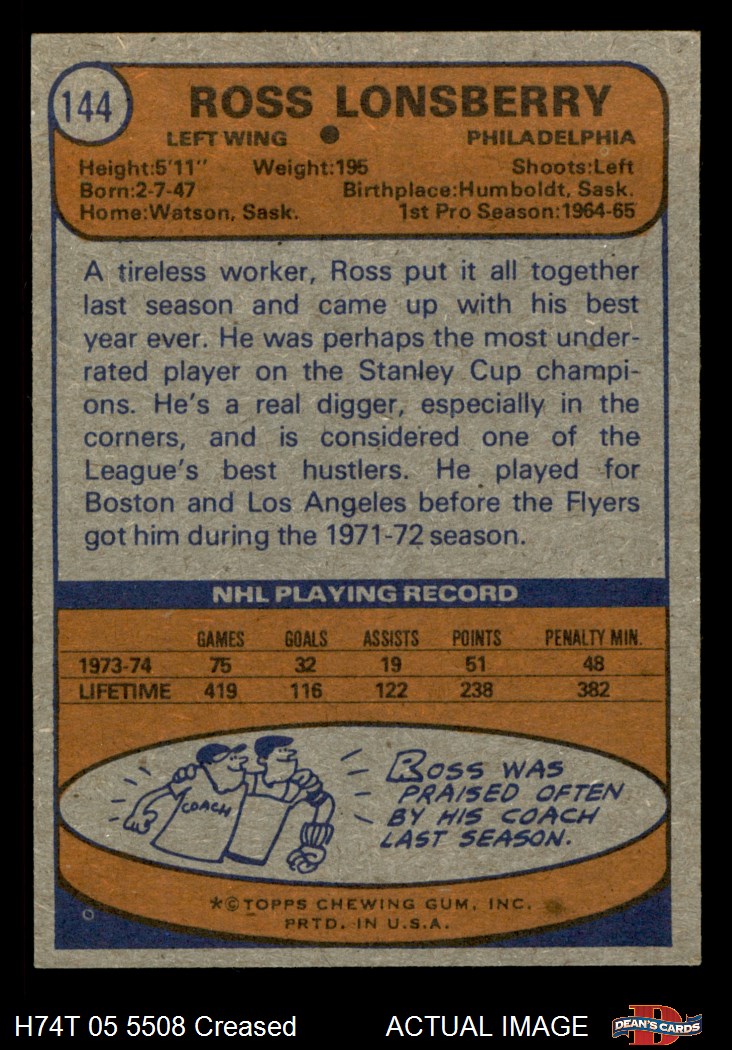 144
ROSS LONSBERRY
LEFT WING ● PHILADELPHIA
Height:5'11" Weight:195 Shoots:Left
Born:2-7-47 Birthplace:Humboldt, Sask.
Home:Watson, Sask. 1st Pro Season:1964-65
A tireless worker, Ross put it all together
last season and came up with his best
year ever. He was perhaps the most under-
rated player on the Stanley Cup champi-
ons. He's a real digger, especially in the
corners, and is considered one of the
League's best hustlers. He played for
Boston and Los Angeles before the Flyers
got him during the 1971-72 season.
NHL PLAYING RECORD
GAMES GOALS ASSISTS POINTS PENALTY MIN.
1973-74 75 32 19 51 48
LIFETIME 419 116 122 238 382
COACH
ROSS WAS
PRAISED OFTEN
BY HIS COACH
LAST SEASON.
*©TOPPS CHEWING GUM, INC.
PRTD. IN U.S.A.
H74T 05 5508 Creased ACTUAL IMAGE
D
DEAN'S CARDS